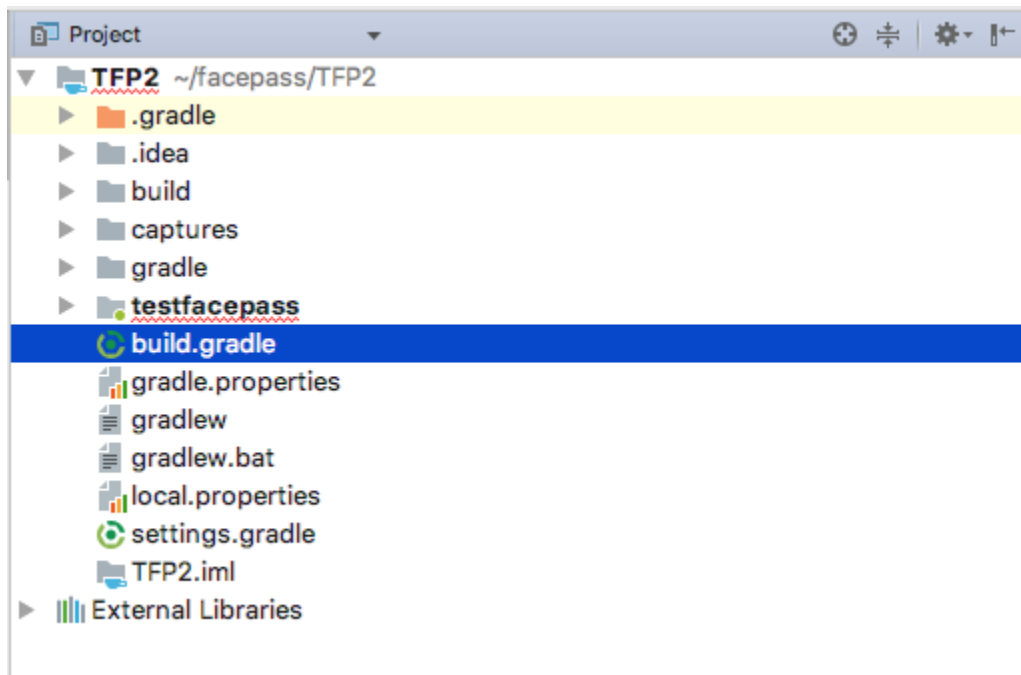 Project
TFP2 ~/facepass/TFP2
.gradle
.idea
build
captures
gradle
testfacepass
build.gradle
gradle.properties
gradlew
gradlew.bat
local.properties
settings.gradle
TFP2.iml
External Libraries